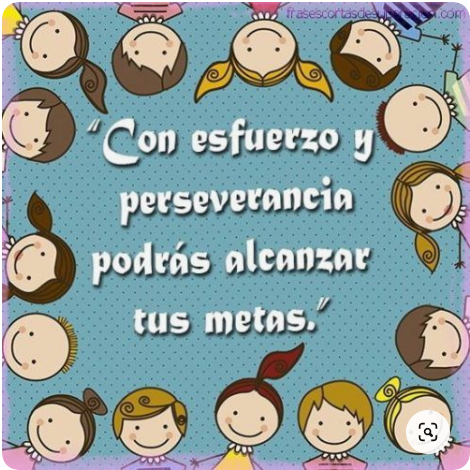 “Con esfuerzo y
perseverancia
podrás alcanzar
tus metas.”